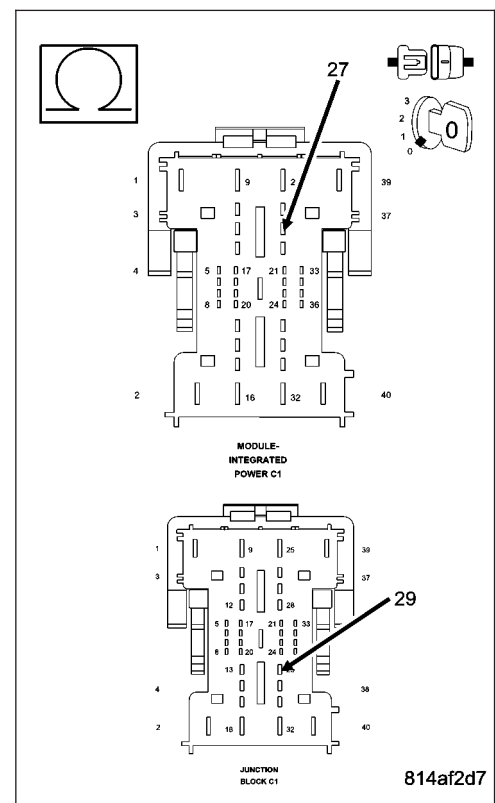 27
3
2
1
0
0
1 9 2 39
3 37
4
5 17 21 33
8 20 24 36
2 16 32 40
MODULE-
INTEGRATED
POWER C1
1 9 25 39
3 37
12 28
29
5 17 21 33
8 20 24
13
4 38
2 16 32 40
JUNCTION
BLOCK C1
814af2d7